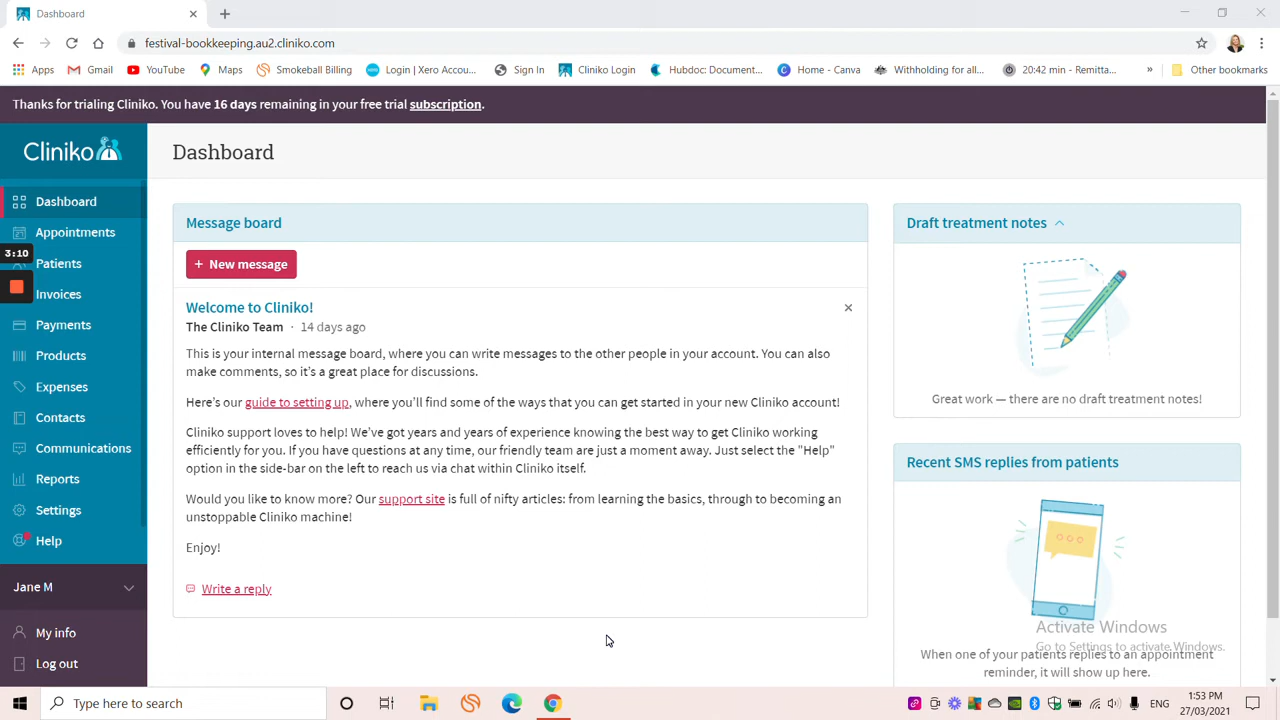 Dashboard
festival-bookkeeping.au2.cliniko.com
Apps
Gmail
YouTube
Maps
Smokeball Billing
Login | Xero Accou...
Sign In
Cliniko Login
Hubdoc: Document...
Home - Canva
Withholding for all...
20:42 min - Remitta...
»
Other bookmarks
Thanks for trialing Cliniko. You have 16 days remaining in your free trial subscription.
Cliniko
Dashboard
Dashboard
Appointments
3:10
Patients
Invoices
Payments
Products
Expenses
Contacts
Communications
Reports
Settings
Help
Jane M
My info
Log out
Message board
+ New message
Welcome to Cliniko!
The Cliniko Team · 14 days ago
This is your internal message board, where you can write messages to the other people in your account. You can also
make comments, so it's a great place for discussions.
Here's our guide to setting up, where you'll find some of the ways that you can get started in your new Cliniko account!
Cliniko support loves to help! We've got years and years of experience knowing the best way to get Cliniko working
efficiently for you. If you have questions at any time, our friendly team are just a moment away. Just select the "Help"
option in the side-bar on the left to reach us via chat within Cliniko itself.
Would you like to know more? Our support site is full of nifty articles: from learning the basics, through to becoming an
unstoppable Cliniko machine!
Enjoy!
Write a reply
Draft treatment notes
Great work — there are no draft treatment notes!
Recent SMS replies from patients
Activate Windows
Go to Settings to activate Windows.
When one of your patients replies to an appointment
reminder, it will show up here.
Type here to search
ENG
1:53 PM
27/03/2021